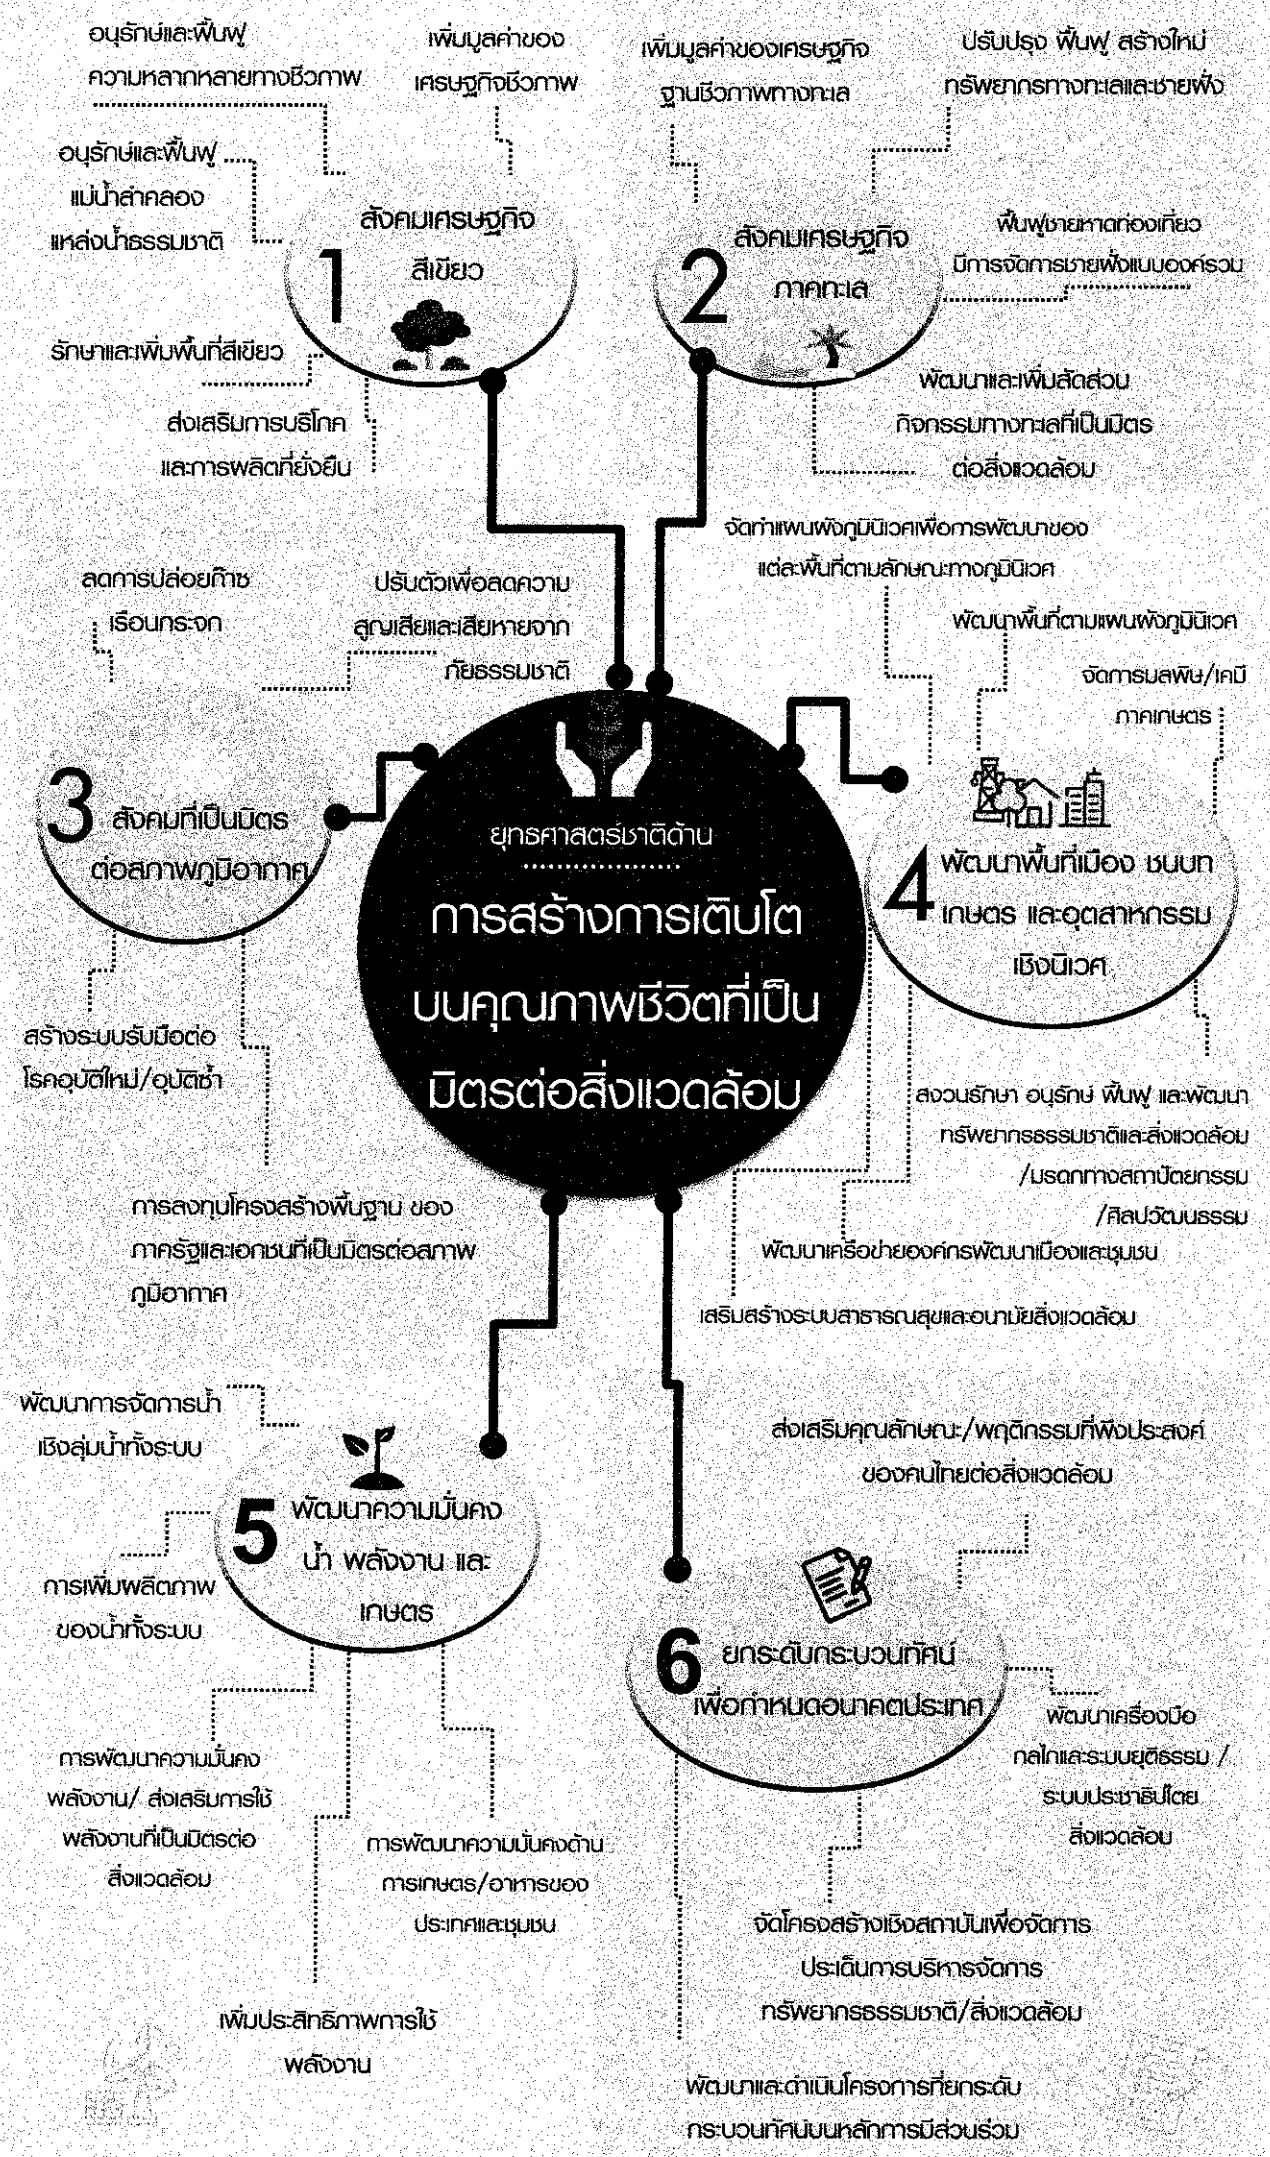 อนุรักษ์และฟื้นฟู
ความหลากหลายทางชีวภาพ
เพิ่มมูลค่าของ
เศรษฐกิจชีวภาพ
อนุรักษ์และฟื้นฟู
แม่น้ำลำคลอง
แหล่งน้ำธรรมชาติ
1
สังคมเศรษฐกิจ
สีเขียว
รักษาและเพิ่มพื้นที่สีเขียว
ส่งเสริมการบริโภค
และการผลิตที่ยั่งยืน
เพิ่มมูลค่าของเศรษฐกิจ
ฐานชีวภาพทางทะเล
ปรับปรุง ฟื้นฟู สร้างใหม่
ทรัพยากรทางทะเลและชายฝั่ง
2
สังคมเศรษฐกิจ
ภาคทะเล
ฟื้นฟูชายหาดท่องเที่ยว
มีการจัดการชายฝั่งแบบองค์รวม
พัฒนาและเพิ่มสัดส่วน
กิจกรรมทางทะเลที่เป็นมิตร
ต่อสิ่งแวดล้อม
ลดการปล่อยก๊าซ
เรือนกระจก
ปรับตัวเพื่อลดความ
สูญเสียและเสียหายจาก
ภัยธรรมชาติ
3
สังคมที่เป็นมิตร
ต่อสภาพภูมิอากาศ
สร้างระบบรับมือต่อ
โรคอุบัติใหม่/อุบัติซ้ำ
การลงทุนโครงสร้างพื้นฐาน ของ
ภาครัฐและเอกชนที่เป็นมิตรต่อสภาพ
ภูมิอากาศ
ยุทธศาสตร์ชาติด้าน
การสร้างการเติบโต
บนคุณภาพชีวิตที่เป็น
มิตรต่อสิ่งแวดล้อม
จัดทำแผนผังภูมินิเวศเพื่อการพัฒนาของ
แต่ละพื้นที่ตามลักษณะทางภูมินิเวศ
พัฒนาพื้นที่ตามแผนผังภูมินิเวศ
จัดการมลพิษ/เคมี
ภาคเกษตร
4
พัฒนาพื้นที่เมือง ชนบท
เกษตร และอุตสาหกรรม
เชิงนิเวศ
สงวนรักษา อนุรักษ์ ฟื้นฟู และพัฒนา
ทรัพยากรธรรมชาติและสิ่งแวดล้อม
/มรดกทางสถาปัตยกรรม
/ศิลปวัฒนธรรม
พัฒนาเครือข่ายองค์กรพัฒนาเมืองและชุมชน
เสริมสร้างระบบสาธารณสุขและอนามัยสิ่งแวดล้อม
พัฒนาการจัดการน้ำ
เชิงลุ่มน้ำทั้งระบบ
5
พัฒนาความมั่นคง
น้ำ พลังงาน และ
เกษตร
การเพิ่มผลิตภาพ
ของน้ำทั้งระบบ
การพัฒนาความมั่นคง
พลังงาน/ ส่งเสริมการใช้
พลังงานที่เป็นมิตรต่อ
สิ่งแวดล้อม
การพัฒนาความมั่นคงด้าน
การเกษตร/อาหารของ
ประเทศและชุมชน
เพิ่มประสิทธิภาพการใช้
พลังงาน
ส่งเสริมคุณลักษณะ/พฤติกรรมที่พึงประสงค์
ของคนไทยต่อสิ่งแวดล้อม
6
ยกระดับกระบวนทัศน์
เพื่อกำหนดอนาคตประเทศ
พัฒนาเครื่องมือ
กลไกและระบบยุติธรรม /
ระบบประชาธิปไตย
สิ่งแวดล้อม
จัดโครงสร้างเชิงสถาบันเพื่อจัดการ
ประเด็นการบริหารจัดการ
ทรัพยากรธรรมชาติ/สิ่งแวดล้อม
พัฒนาและดำเนินโครงการที่ยกระดับ
กระบวนทัศน์บนหลักการมีส่วนร่วม